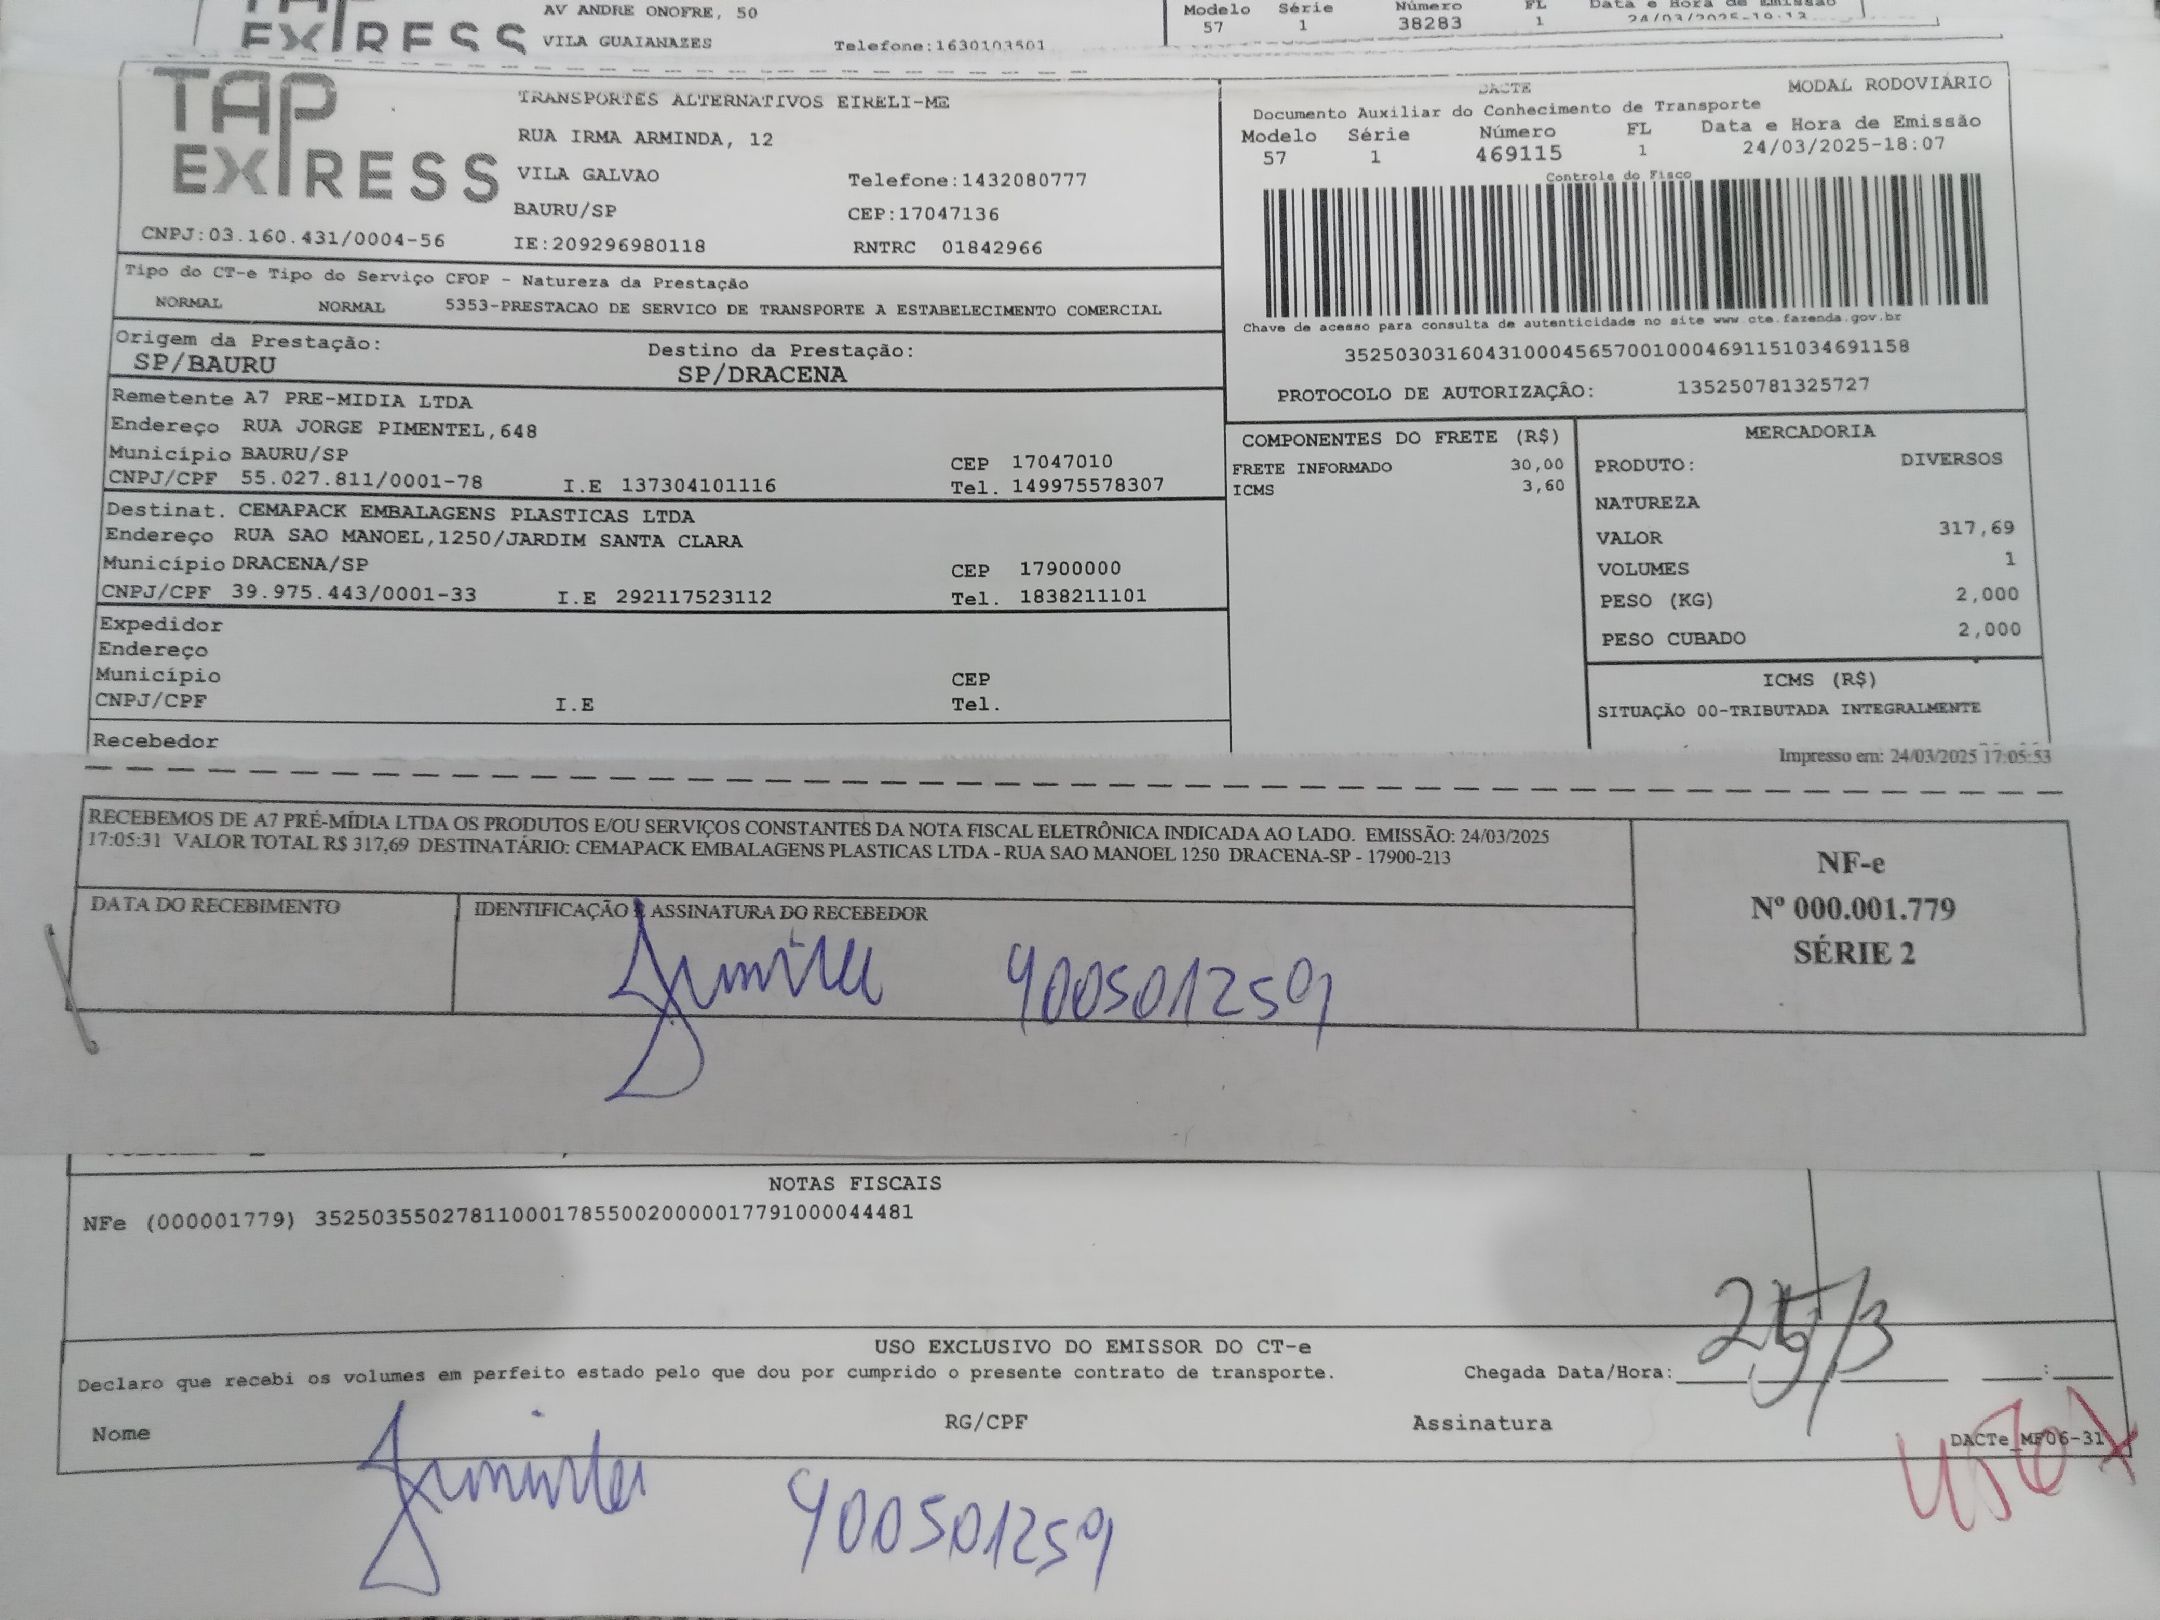 EXPRESS
AV ANDRE ONOFRE, 50
VILA GUAIANAZES
Telefone:1630103501
Modelo Série Número FL Data e Hora de Emissão
57 1 38283 1 24/03/2025-19:13
TAP EXPRESS
CNPJ:03.160.431/0004-56
TRANSPORTES ALTERNATIVOS EIRELI-ME
RUA IRMA ARMINDA, 12
VILA GALVAO Telefone:1432080777
BAURU/SP CEP:17047136
IE:209296980118 RNTRC 01842966
DACTE MODAL RODOVIÁRIO
Documento Auxiliar do Conhecimento de Transporte
Modelo Série Número FL Data e Hora de Emissão
57 1 469115 1 24/03/2025-18:07
Controle do Fisco
Chave de acesso para consulta de autenticidade no site www.cte.fazenda.gov.br
35250303160431000456570010004691151034691158
PROTOCOLO DE AUTORIZAÇÃO: 135250781325727
Tipo do CT-e Tipo do Serviço CFOP - Natureza da Prestação
NORMAL NORMAL 5353-PRESTACAO DE SERVICO DE TRANSPORTE A ESTABELECIMENTO COMERCIAL
Origem da Prestação: Destino da Prestação:
SP/BAURU SP/DRACENA
Remetente A7 PRE-MIDIA LTDA
Endereço RUA JORGE PIMENTEL,648
Município BAURU/SP CEP 17047010
CNPJ/CPF 55.027.811/0001-78 I.E 137304101116 Tel. 149975578307
Destinat. CEMAPACK EMBALAGENS PLASTICAS LTDA
Endereço RUA SAO MANOEL,1250/JARDIM SANTA CLARA
Município DRACENA/SP CEP 17900000
CNPJ/CPF 39.975.443/0001-33 I.E 292117523112 Tel. 1838211101
Expedidor
Endereço
Município CEP
CNPJ/CPF I.E Tel.
Recebedor
COMPONENTES DO FRETE (R$)
FRETE INFORMADO 30,00
ICMS 3,60
MERCADORIA
PRODUTO: DIVERSOS
NATUREZA
VALOR 317,69
VOLUMES 1
PESO (KG) 2,000
PESO CUBADO 2,000
ICMS (R$)
SITUAÇÃO 00-TRIBUTADA INTEGRALMENTE
Impresso em: 24/03/2025 17:05:53
RECEBEMOS DE A7 PRÉ-MÍDIA LTDA OS PRODUTOS E/OU SERVIÇOS CONSTANTES DA NOTA FISCAL ELETRÔNICA INDICADA AO LADO. EMISSÃO: 24/03/2025
17:05:31 VALOR TOTAL R$ 317,69 DESTINATÁRIO: CEMAPACK EMBALAGENS PLASTICAS LTDA - RUA SAO MANOEL 1250 DRACENA-SP - 17900-213
DATA DO RECEBIMENTO
IDENTIFICAÇÃO E ASSINATURA DO RECEBEDOR
400501259
NF-e
Nº 000.001.779
SÉRIE 2
NOTAS FISCAIS
NFe (000001779) 35250355027811000178550020000017791000044481
USO EXCLUSIVO DO EMISSOR DO CT-e
Declaro que recebi os volumes em perfeito estado pelo que dou por cumprido o presente contrato de transporte. Chegada Data/Hora: 25/3 :
Nome RG/CPF Assinatura
DACTe_MF06-31
400501259